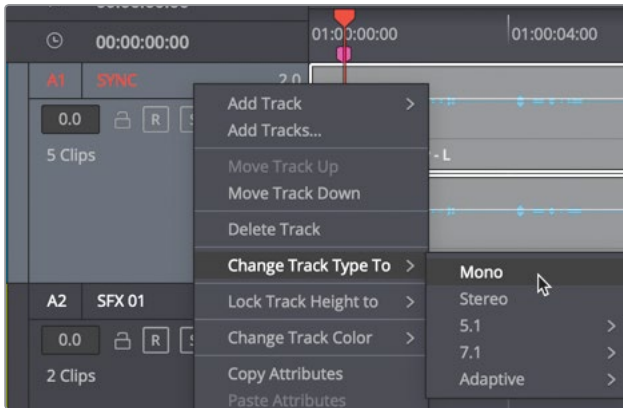 00:00:00:00
01:00:00:00
01:00:04:00
A1 SYNC 2.0
0.0 R
5 Clips
- L
Add Track >
Add Tracks...
Move Track Up
Move Track Down
Delete Track
Change Track Type To >
Lock Track Height to >
Change Track Color >
Copy Attributes
Paste Attributes
Mono
Stereo
5.1 >
7.1 >
Adaptive >
A2 SFX 01
0.0 R
2 Clips